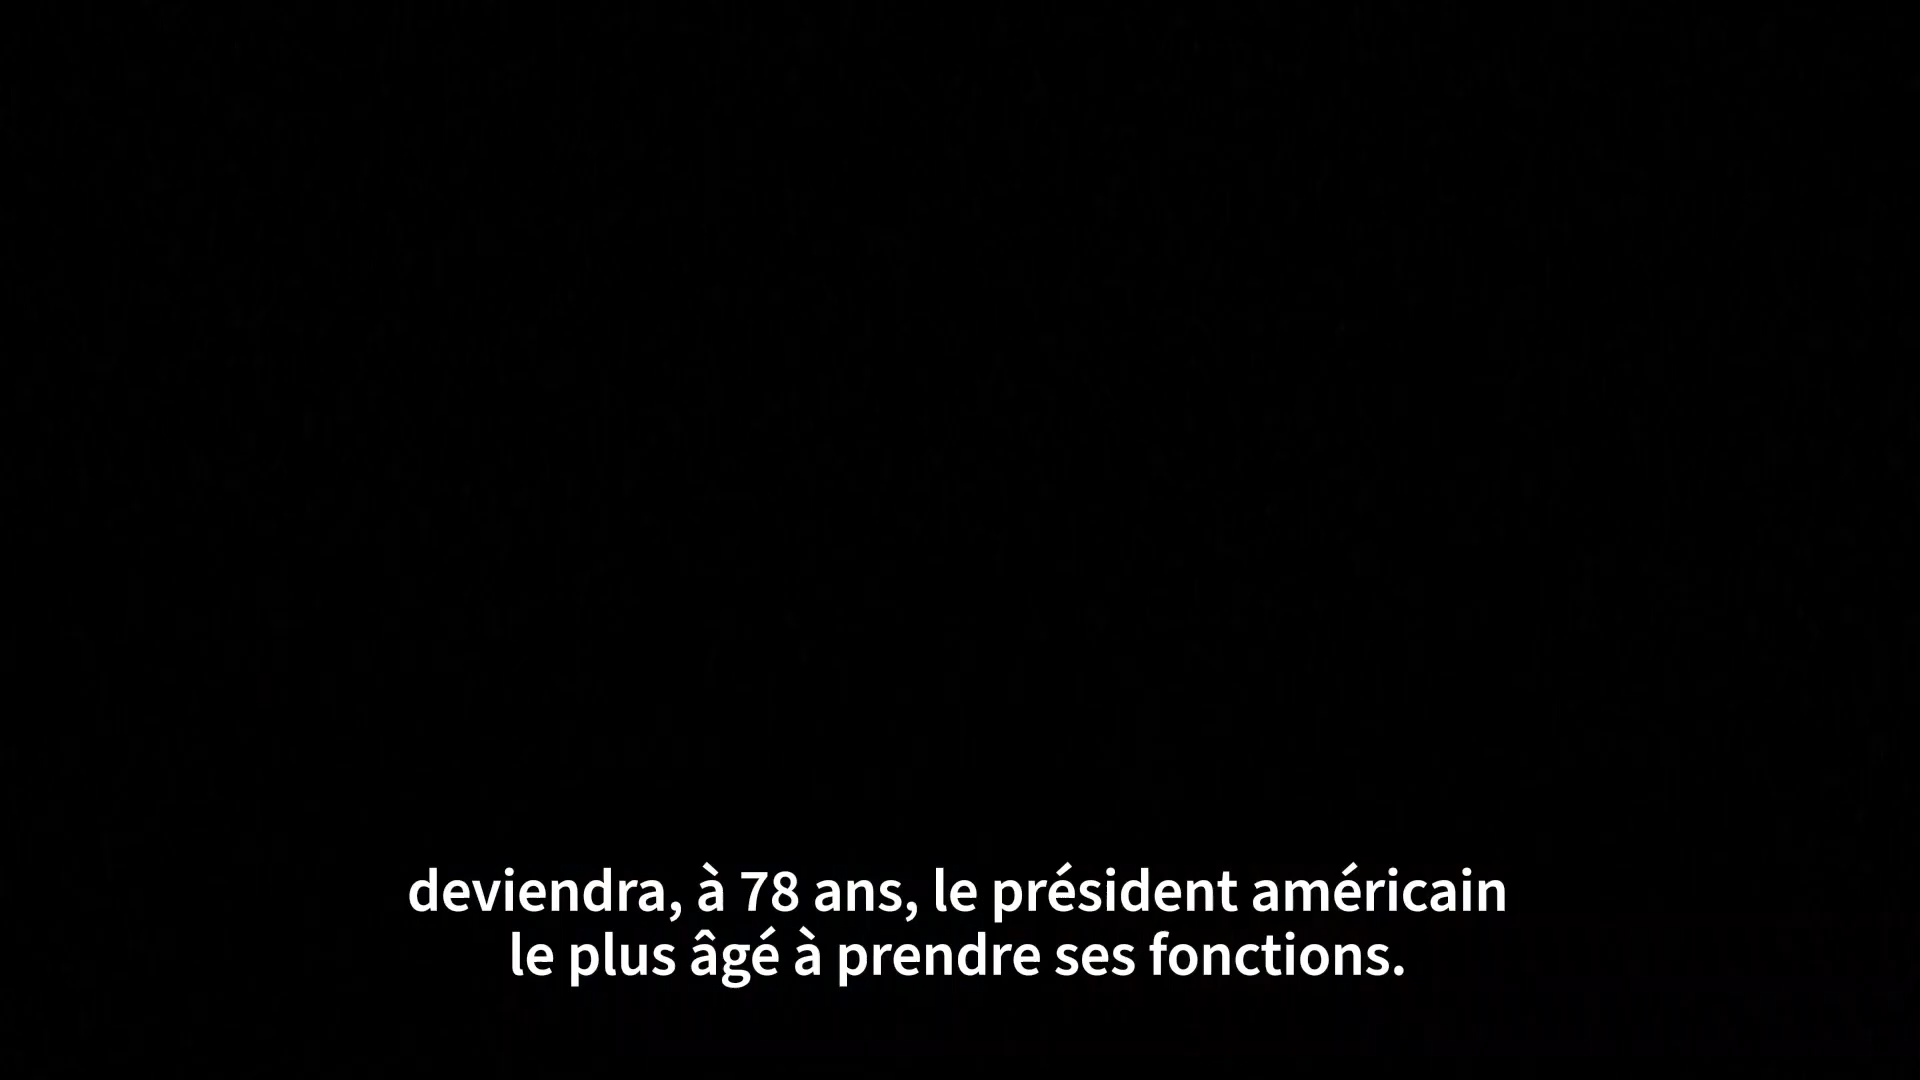 deviendra, à 78 ans, le président américain
le plus âgé à prendre ses fonctions.